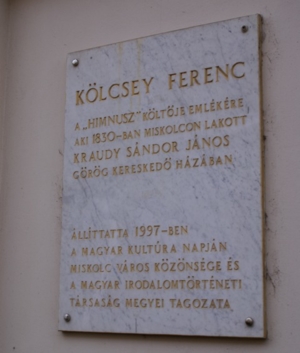 KÖLCSEY FERENC
A „HIMNUSZ" KÖLTŐJE EMLÉKÉRE
AKI 1830-BAN MISKOLCON LAKOTT
KRAUDY SÁNDOR JÁNOS
GÖRÖG KERESKEDŐ HÁZÁBAN
ÁLLÍTTATTA 1997-BEN
A MAGYAR KULTÚRA NAPJÁN
MISKOLC VÁROS KÖZÖNSÉGE ÉS
A MAGYAR IRODALOMTÖRTÉNETI
TÁRSASÁG MEGYEI TAGOZATA